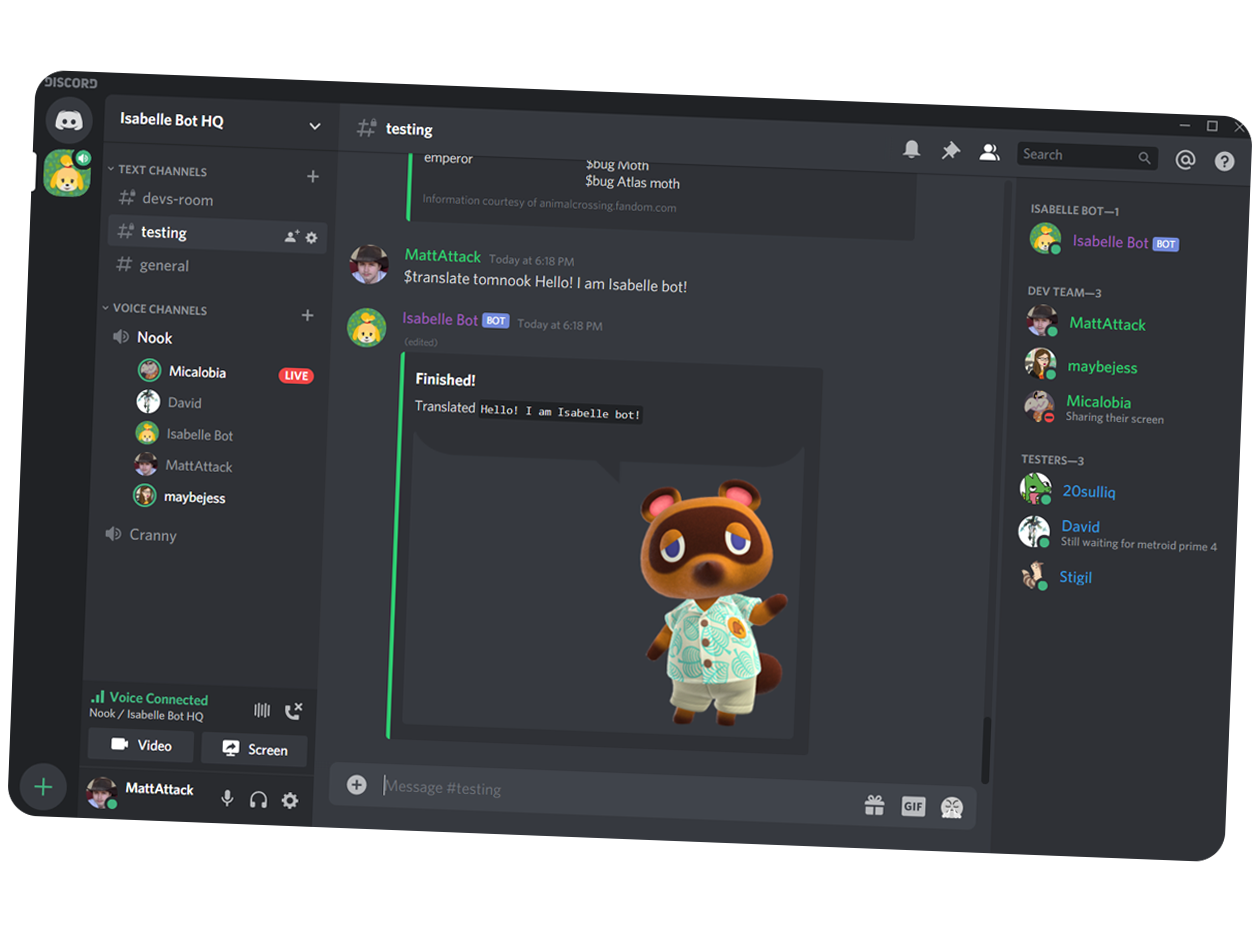 DISCORD
Isabelle Bot HQ
TEXT CHANNELS
devs-room
testing
general
VOICE CHANNELS
Nook
Micalobia
LIVE
David
Isabelle Bot
MattAttack
maybejess
Cranny
Voice Connected
Nook / Isabelle Bot HQ
Video
Screen
MattAttack
testing
Search
emperor
$bug Moth
$bug Atlas moth
Information courtesy of animalcrossing.fandom.com
MattAttack Today at 6:18 PM
$translate tomnook Hello! I am Isabelle bot!
Isabelle Bot BOT Today at 6:18 PM
(edited)
Finished!
Translated Hello! I am Isabelle bot!
Message #testing
GIF
ISABELLE BOT—1
Isabelle Bot BOT
DEV TEAM—3
MattAttack
maybejess
Micalobia
Sharing their screen
TESTERS—3
20sulliq
David
Still waiting for metroid prime 4
Stigil